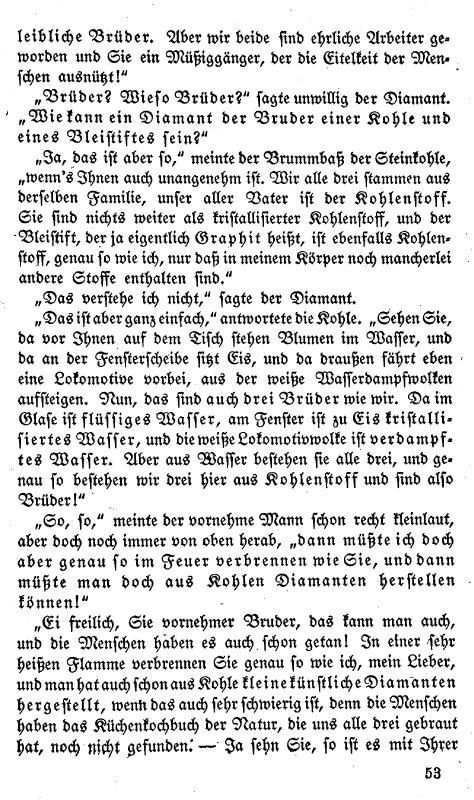 leibliche Brüder. Aber wir beide sind ehrliche Arbeiter ge-
worden und Sie ein Müßiggänger, der die Eitelkeit der Men-
schen ausnützt!“
„Brüder? Wieso Brüder?“ sagte unwillig der Diamant.
„Wie kann ein Diamant der Bruder einer Kohle und
eines Bleistiftes sein?“
„Ja, das ist aber so,“ meinte der Brummbaß der Steinkohle,
„wenn's Ihnen auch unangenehm ist. Wir alle drei stammen aus
derselben Familie, unser aller Vater ist der Kohlenstoff.
Sie sind nichts weiter als kristallisierter Kohlenstoff, und der
Bleistift, der ja eigentlich Graphit heißt, ist ebenfalls Kohlen-
stoff, genau so wie ich, nur daß in meinem Körper noch mancherlei
andere Stoffe enthalten sind.“
„Das verstehe ich nicht,“ sagte der Diamant.
„Das ist aber ganz einfach,“ antwortete die Kohle. „Sehen Sie,
da vor Ihnen auf dem Tisch stehen Blumen im Wasser, und
da an der Fensterscheibe sitzt Eis, und da draußen fährt eben
eine Lokomotive vorbei, aus der weiße Wasserdampfwolken
aufsteigen. Nun, das sind auch drei Brüder wie wir. Da im
Glase ist flüssiges Wasser, am Fenster ist zu Eis kristalli-
siertes Wasser, und die weiße Lokomotivwolke ist verdampf-
tes Wasser. Aber aus Wasser bestehen sie alle drei, und ge-
nau so bestehen wir drei hier aus Kohlenstoff und sind also
Brüder!“
„So, so,“ meinte der vornehme Mann schon recht kleinlaut,
aber doch noch immer von oben herab, „dann müßte ich doch
aber genau so im Feuer verbrennen wie Sie, und dann
müßte man doch aus Kohlen Diamanten herstellen
können!“
„Ei freilich, Sie vornehmer Bruder, das kann man auch,
und die Menschen haben es auch schon getan! In einer sehr
heißen Flamme verbrennen Sie genau so wie ich, mein Lieber,
und man hat auch schon aus Kohle kleine künstliche Diamanten
hergestellt, wenn das auch sehr schwierig ist, denn die Menschen
haben das Küchenkochbuch der Natur, die uns alle drei gebraut
hat, noch nicht gefunden. — Ja sehn Sie, so ist es mit Ihrer
53